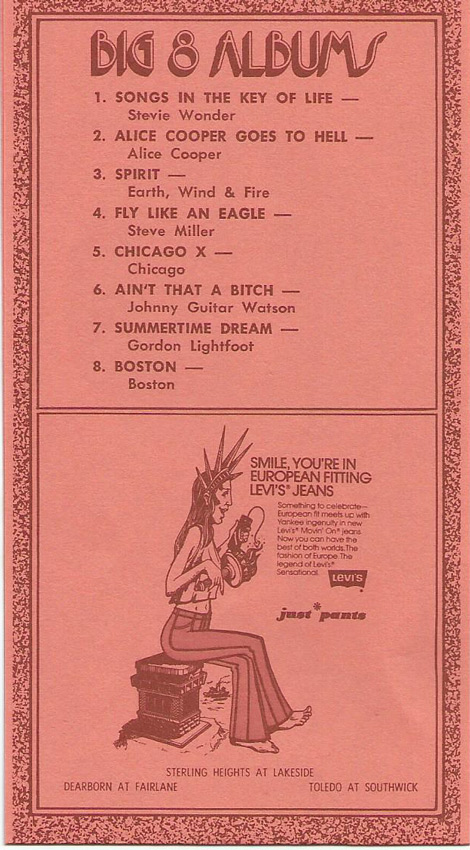 BIG 8 ALBUMS
1. SONGS IN THE KEY OF LIFE —
Stevie Wonder
2. ALICE COOPER GOES TO HELL —
Alice Cooper
3. SPIRIT —
Earth, Wind & Fire
4. FLY LIKE AN EAGLE —
Steve Miller
5. CHICAGO X —
Chicago
6. AIN'T THAT A BITCH —
Johnny Guitar Watson
7. SUMMERTIME DREAM —
Gordon Lightfoot
8. BOSTON —
Boston
SMILE, YOU'RE IN
EUROPEAN FITTING
LEVI'S® JEANS
Something to celebrate—
European fit meets up with
Yankee ingenuity in new
Levi's® Movin' On® jeans.
Now you can have the
best of both worlds. The
fashion of Europe. The
legend of Levi's®
Sensational.
LEVI'S
just*pants
STERLING HEIGHTS AT LAKESIDE
DEARBORN AT FAIRLANE TOLEDO AT SOUTHWICK